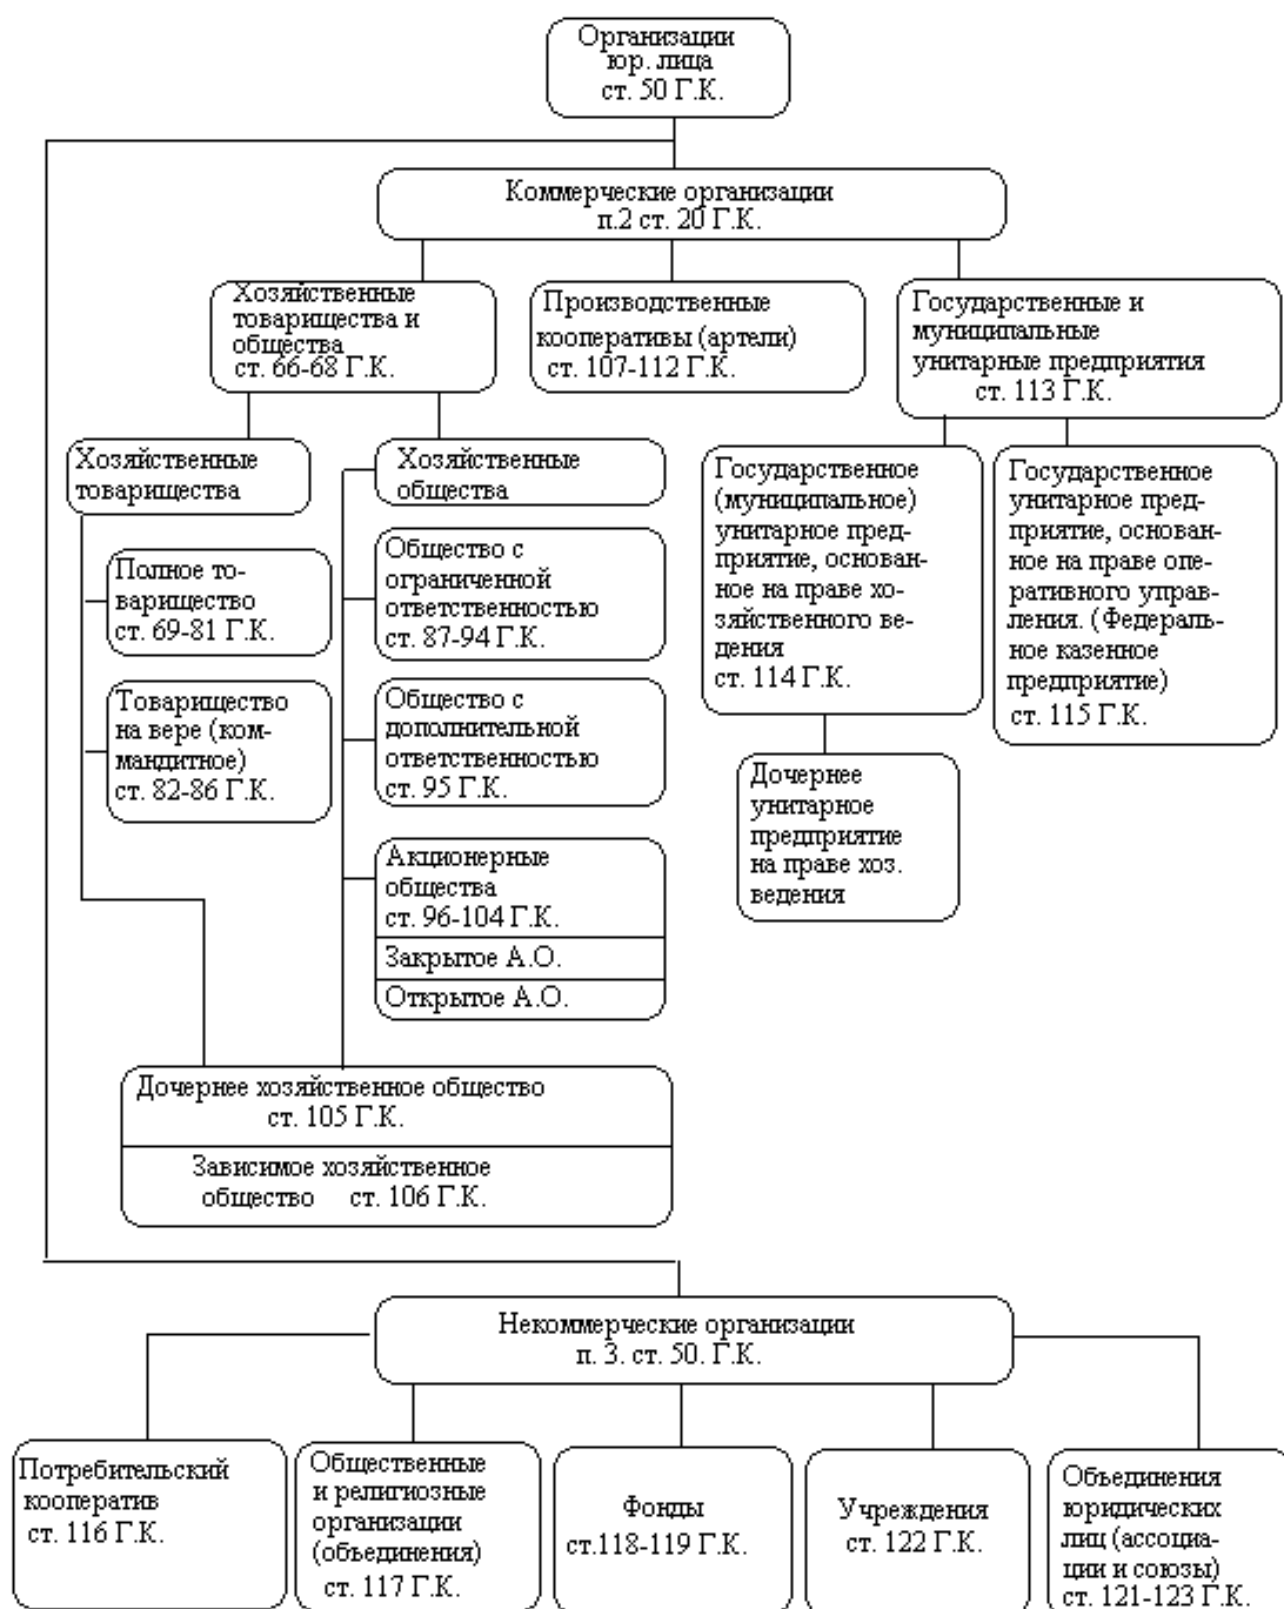 Организации
юр. лица
ст. 50 Г.К.
Коммерческие организации
п.2 ст. 20 Г.К.
Хозяйственные
товарищества и
общества
ст. 66-68 Г.К.
Производственные
кооперативы (артели)
ст. 107-112 Г.К.
Государственные и
муниципальные
унитарные предприятия
ст. 113 Г.К.
Хозяйственные
товарищества
Хозяйственные
общества
Государственное
(муниципальное)
унитарное пред-
приятие, основан-
ное на праве хо-
зяйственного ве-
дения
ст. 114 Г.К.
Государственное
унитарное пред-
приятие, основан-
ное на праве опе-
ративного управ-
ления. (Федераль-
ное казенное
предприятие)
ст. 115 Г.К.
Полное то-
варищество
ст. 69-81 Г.К.
Общество с
ограниченной
ответственностью
ст. 87-94 Г.К.
Товарищество
на вере (ком-
мандитное)
ст. 82-86 Г.К.
Общество с
дополнительной
ответственностью
ст. 95 Г.К.
Дочернее
унитарное
предприятие
на праве хоз.
ведения
Акционерные
общества
ст. 96-104 Г.К.
Закрытое А.О.
Открытое А.О.
Дочернее хозяйственное общество
ст. 105 Г.К.
Зависимое хозяйственное
общество ст. 106 Г.К.
Некоммерческие организации
п. 3. ст. 50. Г.К.
Потребительский
кооператив
ст. 116 Г.К.
Общественные
и религиозные
организации
(объединения)
ст. 117 Г.К.
Фонды
ст.118-119 Г.К.
Учреждения
ст. 122 Г.К.
Объединения
юридических
лиц (ассоциа-
ции и союзы)
ст. 121-123 Г.К.